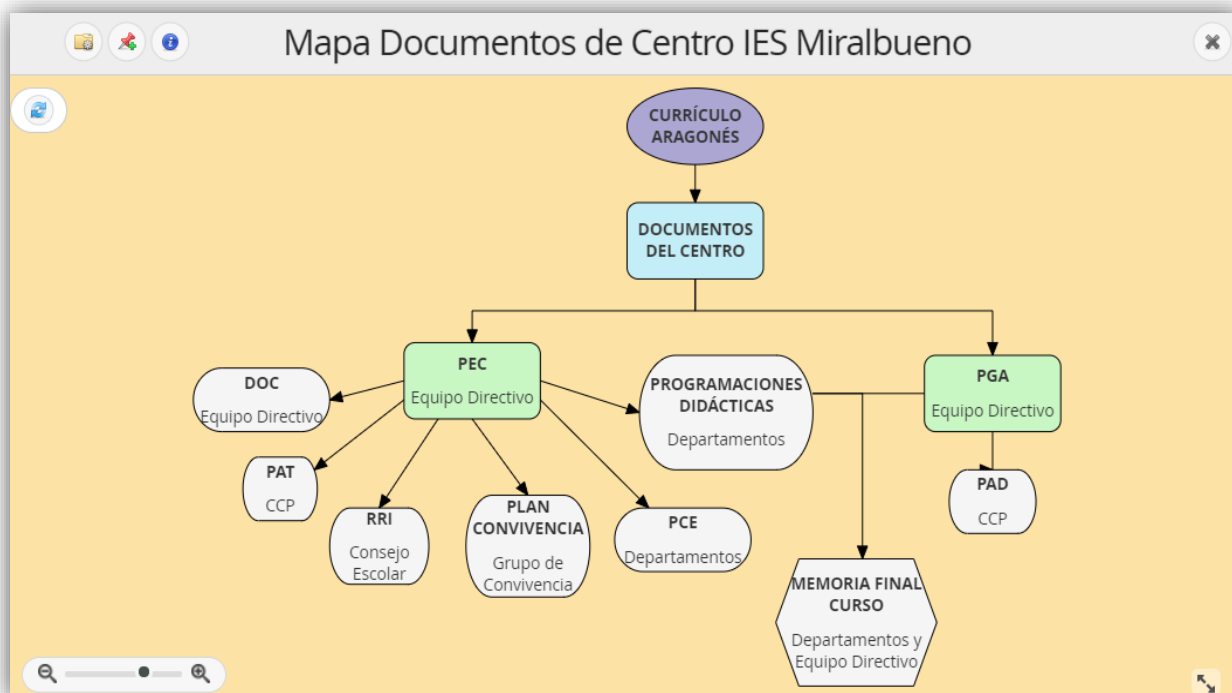 Mapa Documentos de Centro IES Miralbueno
CURRÍCULO
ARAGONÉS
DOCUMENTOS
DEL CENTRO
PEC
Equipo Directivo
DOC
Equipo Directivo
PAT
CCP
RRI
Consejo
Escolar
PLAN
CONVIVENCIA
Grupo de
Convivencia
PCE
Departamentos
PROGRAMACIONES
DIDÁCTICAS
Departamentos
PGA
Equipo Directivo
PAD
CCP
MEMORIA FINAL
CURSO
Departamentos y
Equipo Directivo